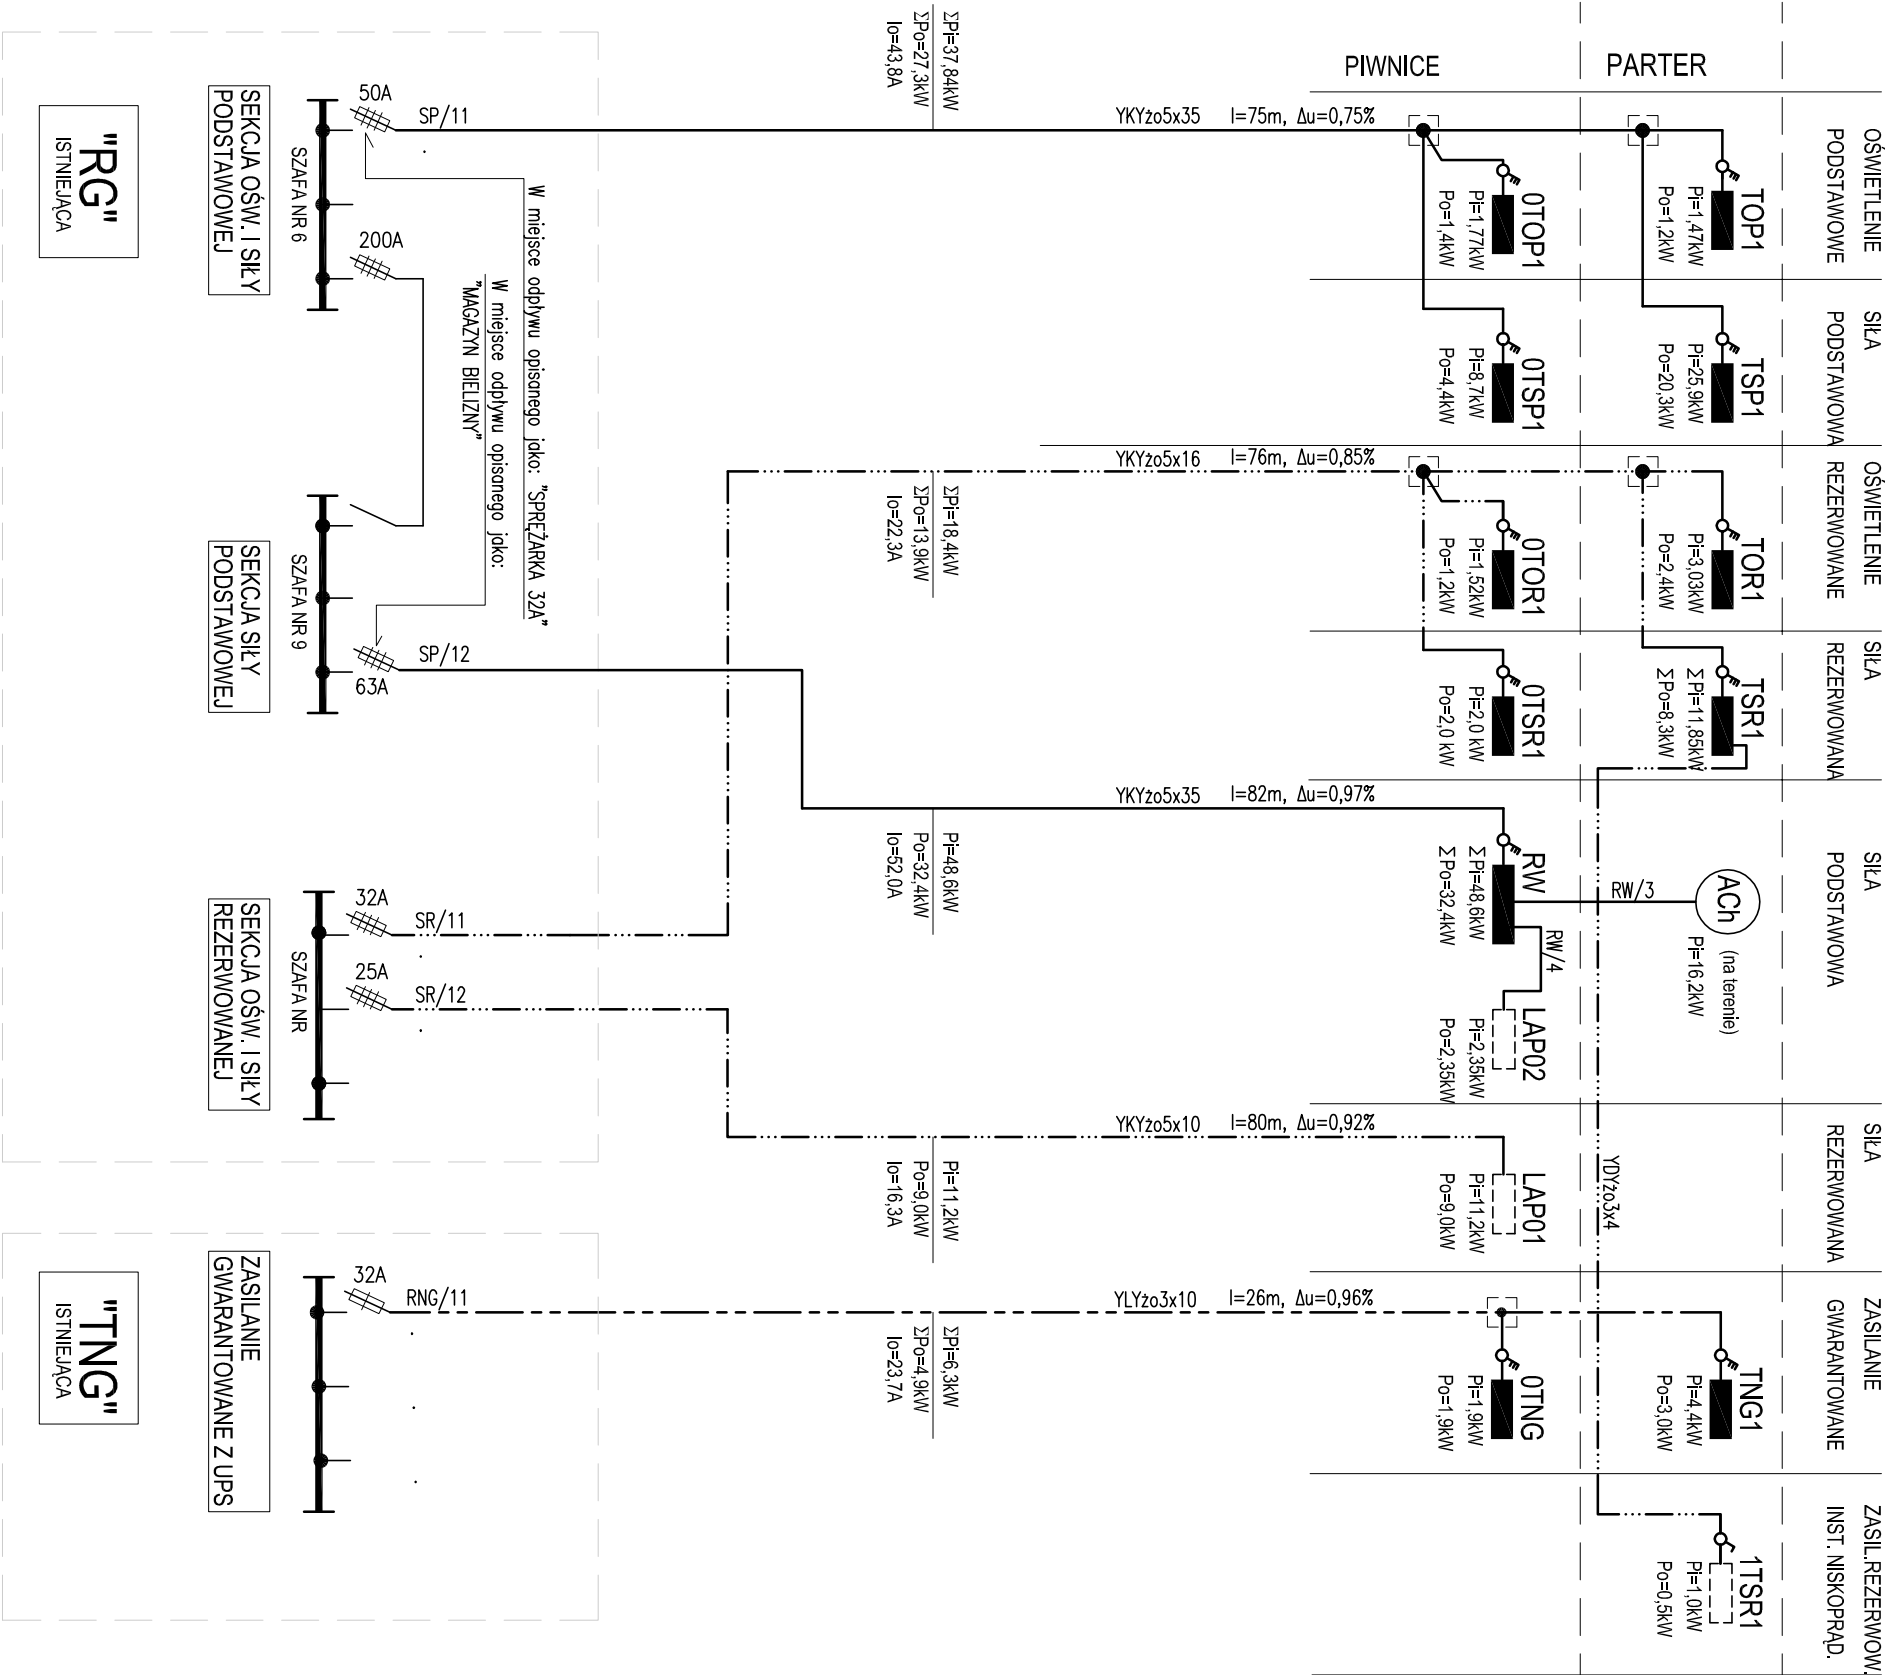 PIWNICE
PARTER
OŚWIETLENIE
PODSTAWOWE
SIŁA
PODSTAWOWA
OŚWIETLENIE
REZERWOWANE
SIŁA
REZERWOWANA
SIŁA
PODSTAWOWA
SIŁA
REZERWOWANA
ZASILANIE
GWARANTOWANE
ZASIL.REZERWOW.
INST. NISKOPRĄD.
TOP1
Pi=1,47kW
Po=1,2kW
TSP1
Pi=25,9kW
Po=20,3kW
TOR1
Pi=3,03kW
Po=2,4kW
TSR1
ΣPi=11,85kW
ΣPo=8,3kW
ACh
(na terenie)
Pi=16,2kW
RW/3
YDYżo3x4
TNG1
Pi=4,4kW
Po=3,0kW
1TSR1
Pi=1,0kW
Po=0,5kW
0TOP1
Pi=1,77kW
Po=1,4kW
0TSP1
Pi=8,7kW
Po=4,4kW
0TOR1
Pi=1,52kW
Po=1,2kW
0TSR1
Pi=2,0 kW
Po=2,0 kW
RW
ΣPi=48,6kW
ΣPo=32,4kW
RW/4
LAP02
Pi=2,35kW
Po=2,35kW
LAP01
Pi=11,2kW
Po=9,0kW
0TNG
Pi=1,9kW
Po=1,9kW
YKYżo5x35 l=75m, Δu=0,75%
YKYżo5x16 l=76m, Δu=0,85%
YKYżo5x35 l=82m, Δu=0,97%
YKYżo5x10 l=80m, Δu=0,92%
YLYżo3x10 l=26m, Δu=0,96%
ΣPi=37,84kW
ΣPo=27,3kW
Io=43,8A
ΣPi=18,4kW
ΣPo=13,9kW
Io=22,3A
Pi=48,6kW
Po=32,4kW
Io=52,0A
Pi=11,2kW
Po=9,0kW
Io=16,3A
ΣPi=6,3kW
ΣPo=4,9kW
Io=23,7A
W miejsce odpływu opisanego jako: "SPRĘŻARKA 32A"
W miejsce odpływu opisanego jako:
"MAGAZYN BIELIZNY"
50A
SP/11
200A
SP/12
63A
32A
SR/11
25A
SR/12
32A
RNG/11
SZAFA NR 6
SEKCJA OŚW. I SIŁY
PODSTAWOWEJ
SZAFA NR 9
SEKCJA SIŁY
PODSTAWOWEJ
SZAFA NR
SEKCJA OŚW. I SIŁY
REZERWOWANEJ
ZASILANIE
GWARANTOWANE Z UPS
"RG"
ISTNIEJĄCA
"TNG"
ISTNIEJĄCA